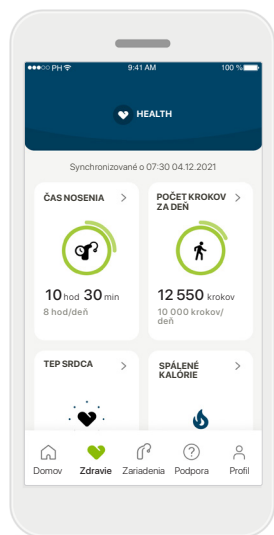 PH 9:41 AM 100 %
HEALTH
Synchronizované o 07:30 04.12.2021
ČAS NOSENIA
10 hod 30 min
8 hod/deň
POČET KROKOV
ZA DEŇ
12 550 krokov
10 000 krokov/
deň
TEP SRDCA
SPÁLENÉ
KALÓRIE
Domov Zdravie Zariadenia Podpora Profil